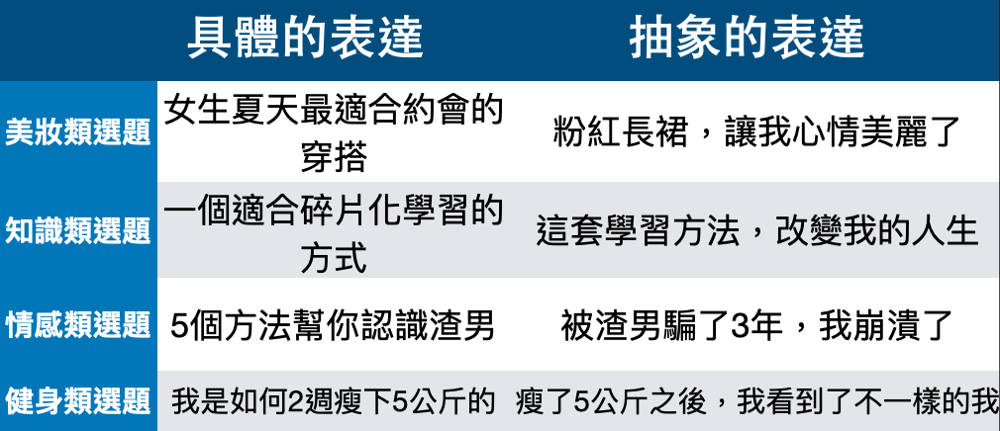 具體的表達 抽象的表達
美妝類選題 女生夏天最適合約會的穿搭 粉紅長裙，讓我心情美麗了
知識類選題 一個適合碎片化學習的方式 這套學習方法，改變我的人生
情感類選題 5個方法幫你認識渣男 被渣男騙了3年，我崩潰了
健身類選題 我是如何2週瘦下5公斤的 瘦了5公斤之後，我看到了不一樣的我